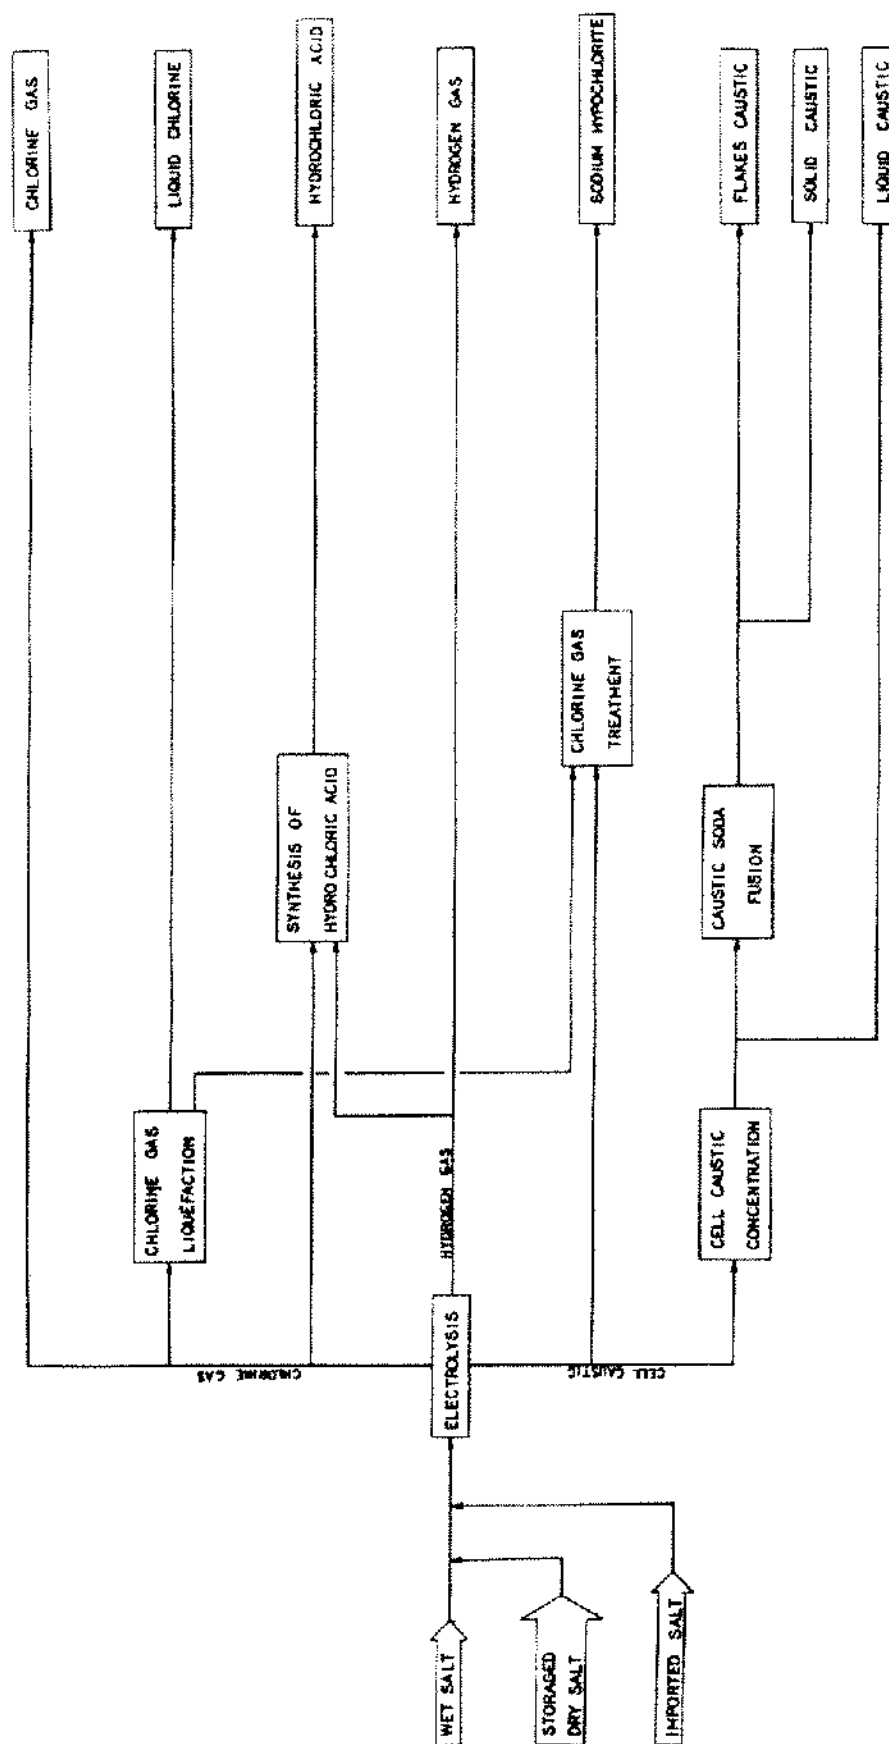 CHLORINE GAS
LIQUID CHLORINE
HYDROCHLORIC ACID
HYDROGEN GAS
SODIUM HYPOCHLORITE
FLAKES CAUSTIC
SOLID CAUSTIC
LIQUID CAUSTIC
SYNTHESIS OF
HYDROCHLORIC ACID
CHLORINE GAS
TREATMENT
CAUSTIC SODA
FUSION
CHLORINE GAS
LIQUEFACTION
HYDROGEN GAS
CELL CAUSTIC
CONCENTRATION
CHLORINE GAS
ELECTROLYSIS
CELL CAUSTIC
WET SALT
STORAGED
DRY SALT
IMPORTED SALT